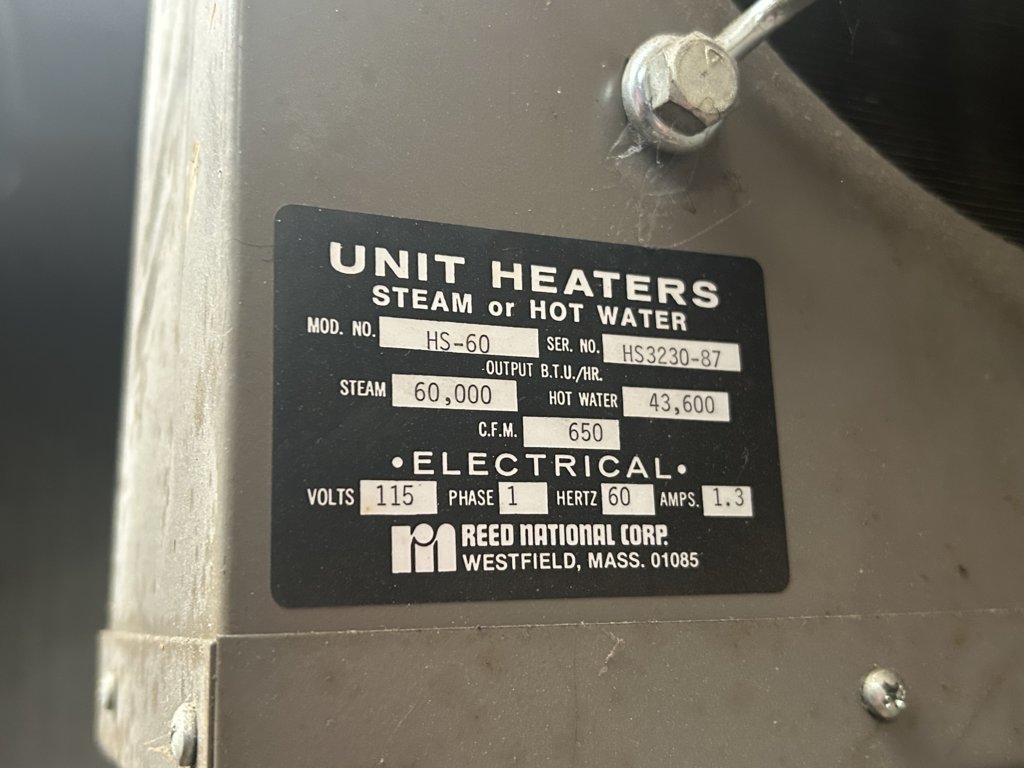 UNIT HEATERS
STEAM or HOT WATER
MOD. NO. HS-60 SER. NO. HS3230-87
OUTPUT B.T.U./HR.
STEAM 60,000 HOT WATER 43,600
C.F.M. 650
•ELECTRICAL•
VOLTS 115 PHASE 1 HERTZ 60 AMPS. 1.3
REED NATIONAL CORP.
WESTFIELD, MASS. 01085